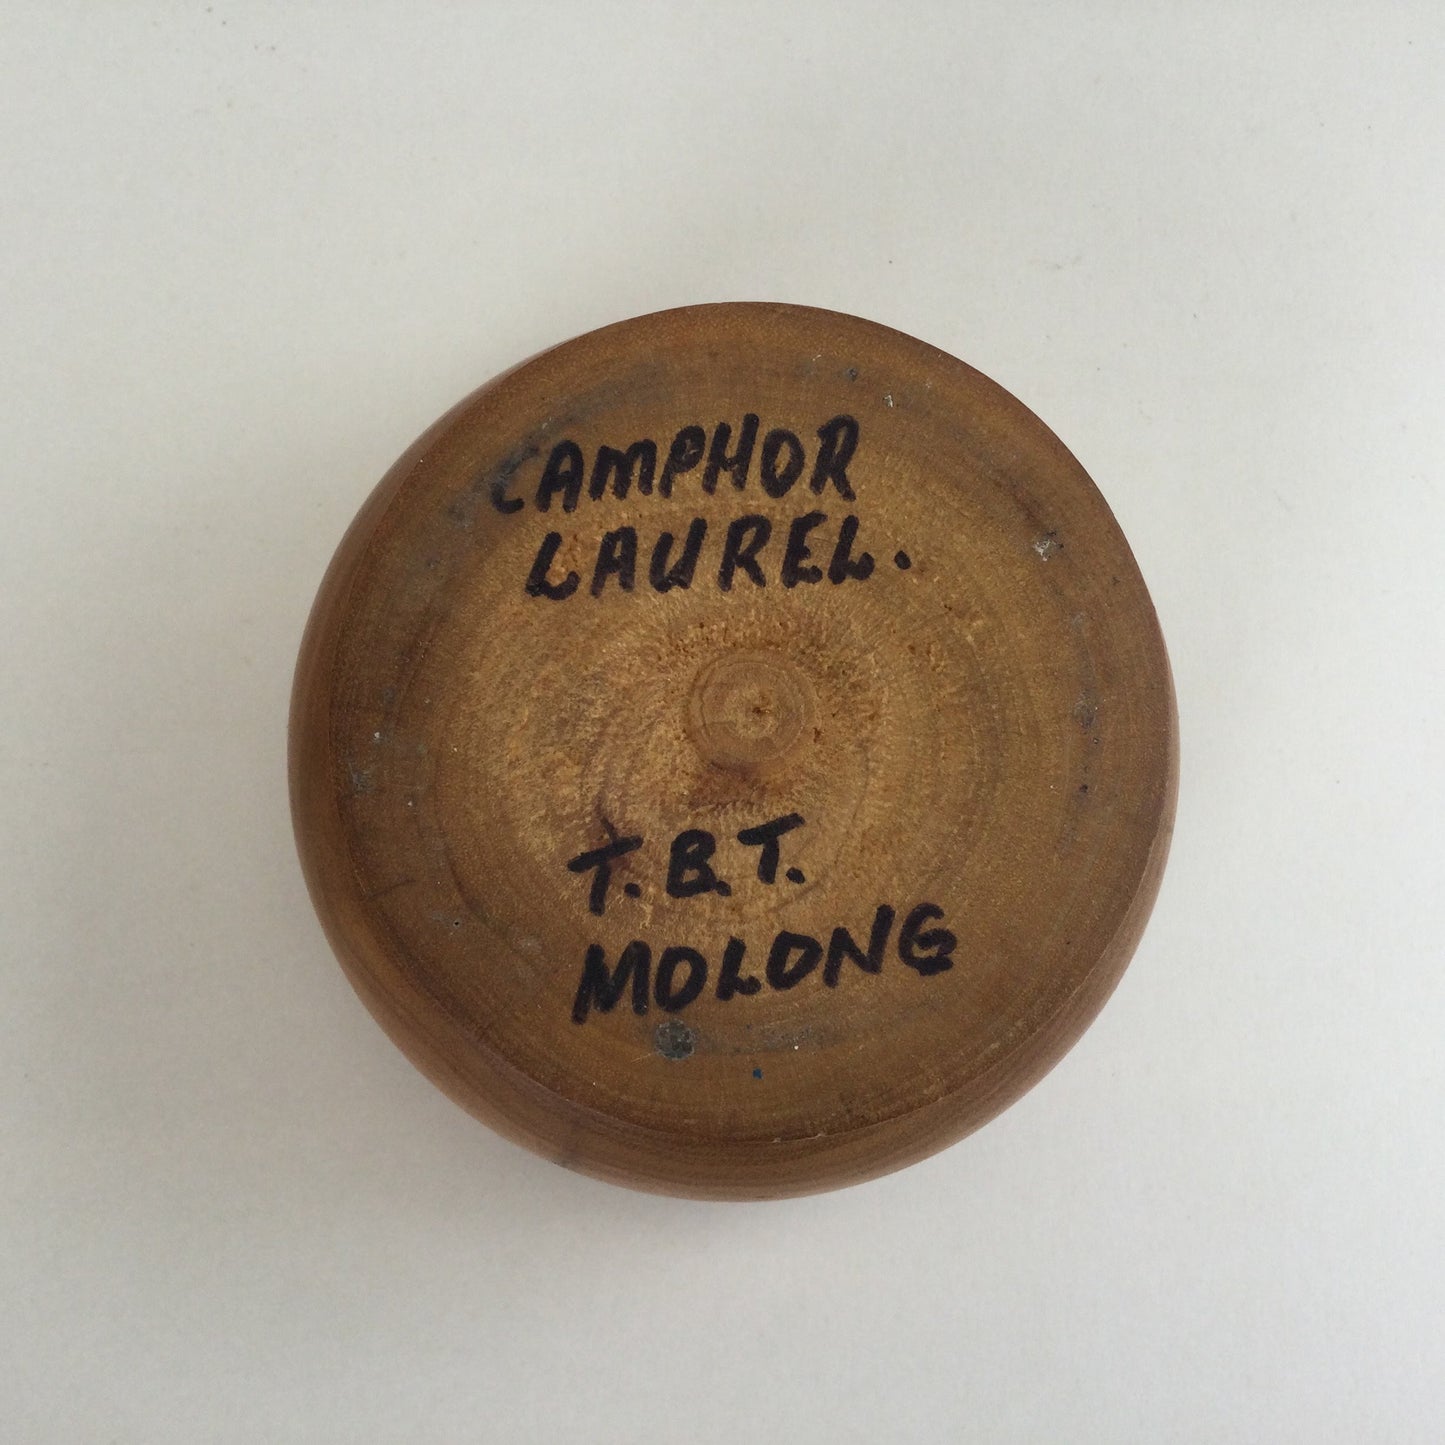 CAMPHOR
LAUREL.
T.B.T.
MOLONG